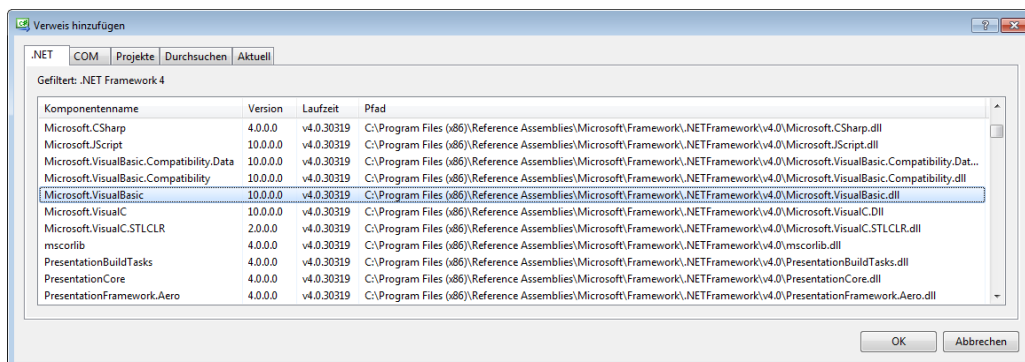 Verweis hinzufügen
.NET COM Projekte Durchsuchen Aktuell
Gefiltert: .NET Framework 4
Komponentenname Version Laufzeit Pfad
Microsoft.CSharp 4.0.0.0 v4.0.30319 C:\Program Files (x86)\Reference Assemblies\Microsoft\Framework\.NETFramework\v4.0\Microsoft.CSharp.dll
Microsoft.JScript 10.0.0.0 v4.0.30319 C:\Program Files (x86)\Reference Assemblies\Microsoft\Framework\.NETFramework\v4.0\Microsoft.JScript.dll
Microsoft.VisualBasic.Compatibility.Data 10.0.0.0 v4.0.30319 C:\Program Files (x86)\Reference Assemblies\Microsoft\Framework\.NETFramework\v4.0\Microsoft.VisualBasic.Compatibility.Dat...
Microsoft.VisualBasic.Compatibility 10.0.0.0 v4.0.30319 C:\Program Files (x86)\Reference Assemblies\Microsoft\Framework\.NETFramework\v4.0\Microsoft.VisualBasic.Compatibility.dll
Microsoft.VisualBasic 10.0.0.0 v4.0.30319 C:\Program Files (x86)\Reference Assemblies\Microsoft\Framework\.NETFramework\v4.0\Microsoft.VisualBasic.dll
Microsoft.VisualC 10.0.0.0 v4.0.30319 C:\Program Files (x86)\Reference Assemblies\Microsoft\Framework\.NETFramework\v4.0\Microsoft.VisualC.Dll
Microsoft.VisualC.STLCLR 2.0.0.0 v4.0.30319 C:\Program Files (x86)\Reference Assemblies\Microsoft\Framework\.NETFramework\v4.0\Microsoft.VisualC.STLCLR.dll
mscorlib 4.0.0.0 v4.0.30319 C:\Program Files (x86)\Reference Assemblies\Microsoft\Framework\.NETFramework\v4.0\mscorlib.dll
PresentationBuildTasks 4.0.0.0 v4.0.30319 C:\Program Files (x86)\Reference Assemblies\Microsoft\Framework\.NETFramework\v4.0\PresentationBuildTasks.dll
PresentationCore 4.0.0.0 v4.0.30319 C:\Program Files (x86)\Reference Assemblies\Microsoft\Framework\.NETFramework\v4.0\PresentationCore.dll
PresentationFramework.Aero 4.0.0.0 v4.0.30319 C:\Program Files (x86)\Reference Assemblies\Microsoft\Framework\.NETFramework\v4.0\PresentationFramework.Aero.dll
OK Abbrechen